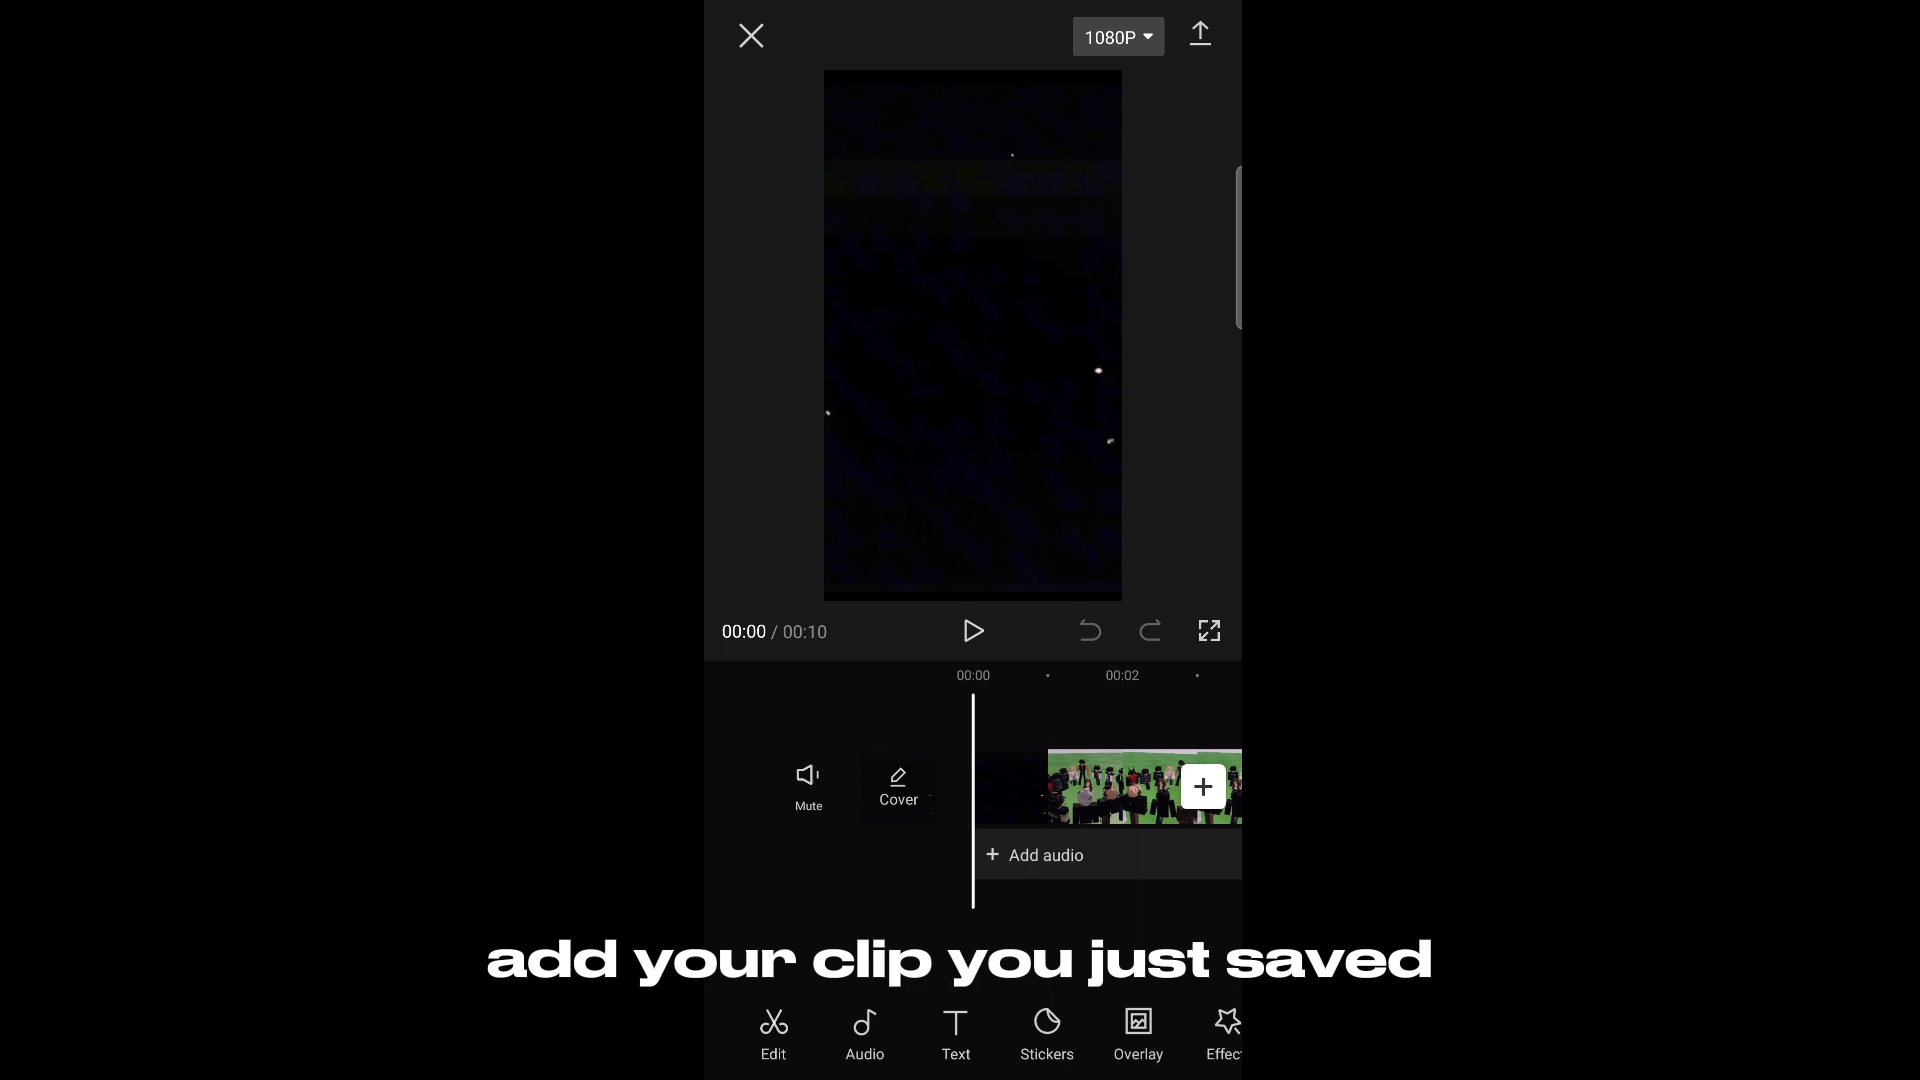 1080P
00:00 / 00:10
00:00
00:02
Mute
Cover
+ Add audio
add your clip you just saved
Edit
Audio
Text
Stickers
Overlay
Effec